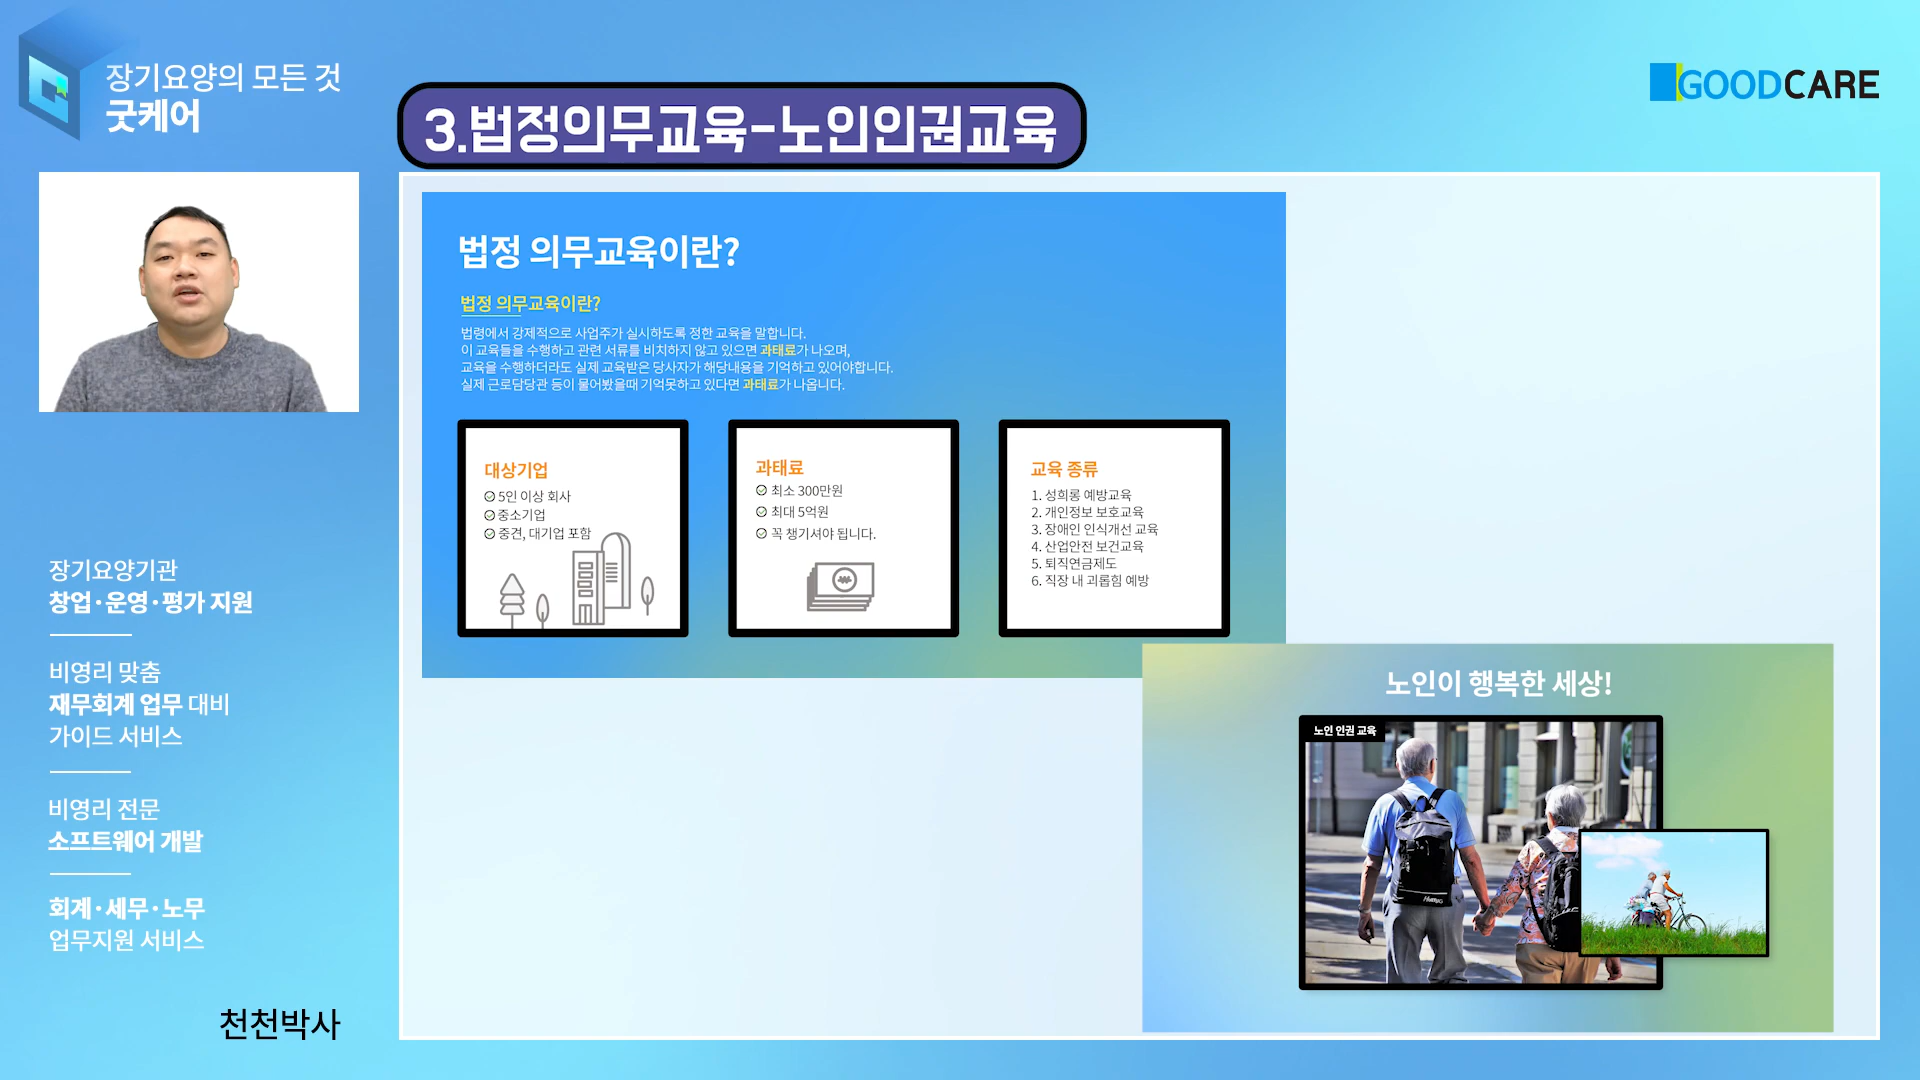 장기요양의 모든 것
굿케어
GOODCARE
3.법정의무교육-노인인권교육
법정 의무교육이란?
법정 의무교육이란?
법령에서 강제적으로 사업주가 실시하도록 정한 교육을 말합니다.
이 교육들을 수행하고 관련 서류를 비치하지 않고 있으면 과태료가 나오며,
교육을 수행하더라도 실제 교육받은 당사자가 해당내용을 기억하고 있어야합니다.
실제 근로담당관 등이 물어봤을때 기억못하고 있다면 과태료가 나옵니다.
대상기업
5인 이상 회사
중소기업
중견, 대기업 포함
과태료
최소 300만원
최대 5억원
꼭 챙기셔야 됩니다.
교육 종류
1. 성희롱 예방교육
2. 개인정보 보호교육
3. 장애인 인식개선 교육
4. 산업안전 보건교육
5. 퇴직연금제도
6. 직장 내 괴롭힘 예방
노인이 행복한 세상!
노인 인권 교육
장기요양기관
창업·운영·평가 지원
비영리 맞춤
재무회계 업무 대비
가이드 서비스
비영리 전문
소프트웨어 개발
회계·세무·노무
업무지원 서비스
천천박사